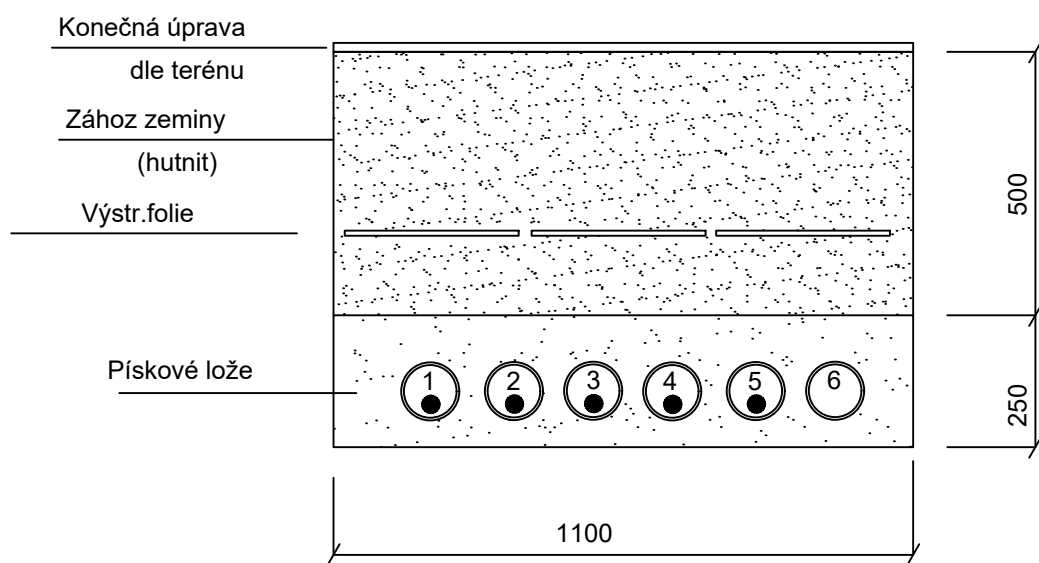 Konečná úprava
dle terénu
Zához zeminy
(hutnit)
Výstr.folie
Pískové lože
1 2 3 4 5 6
500
250
1100